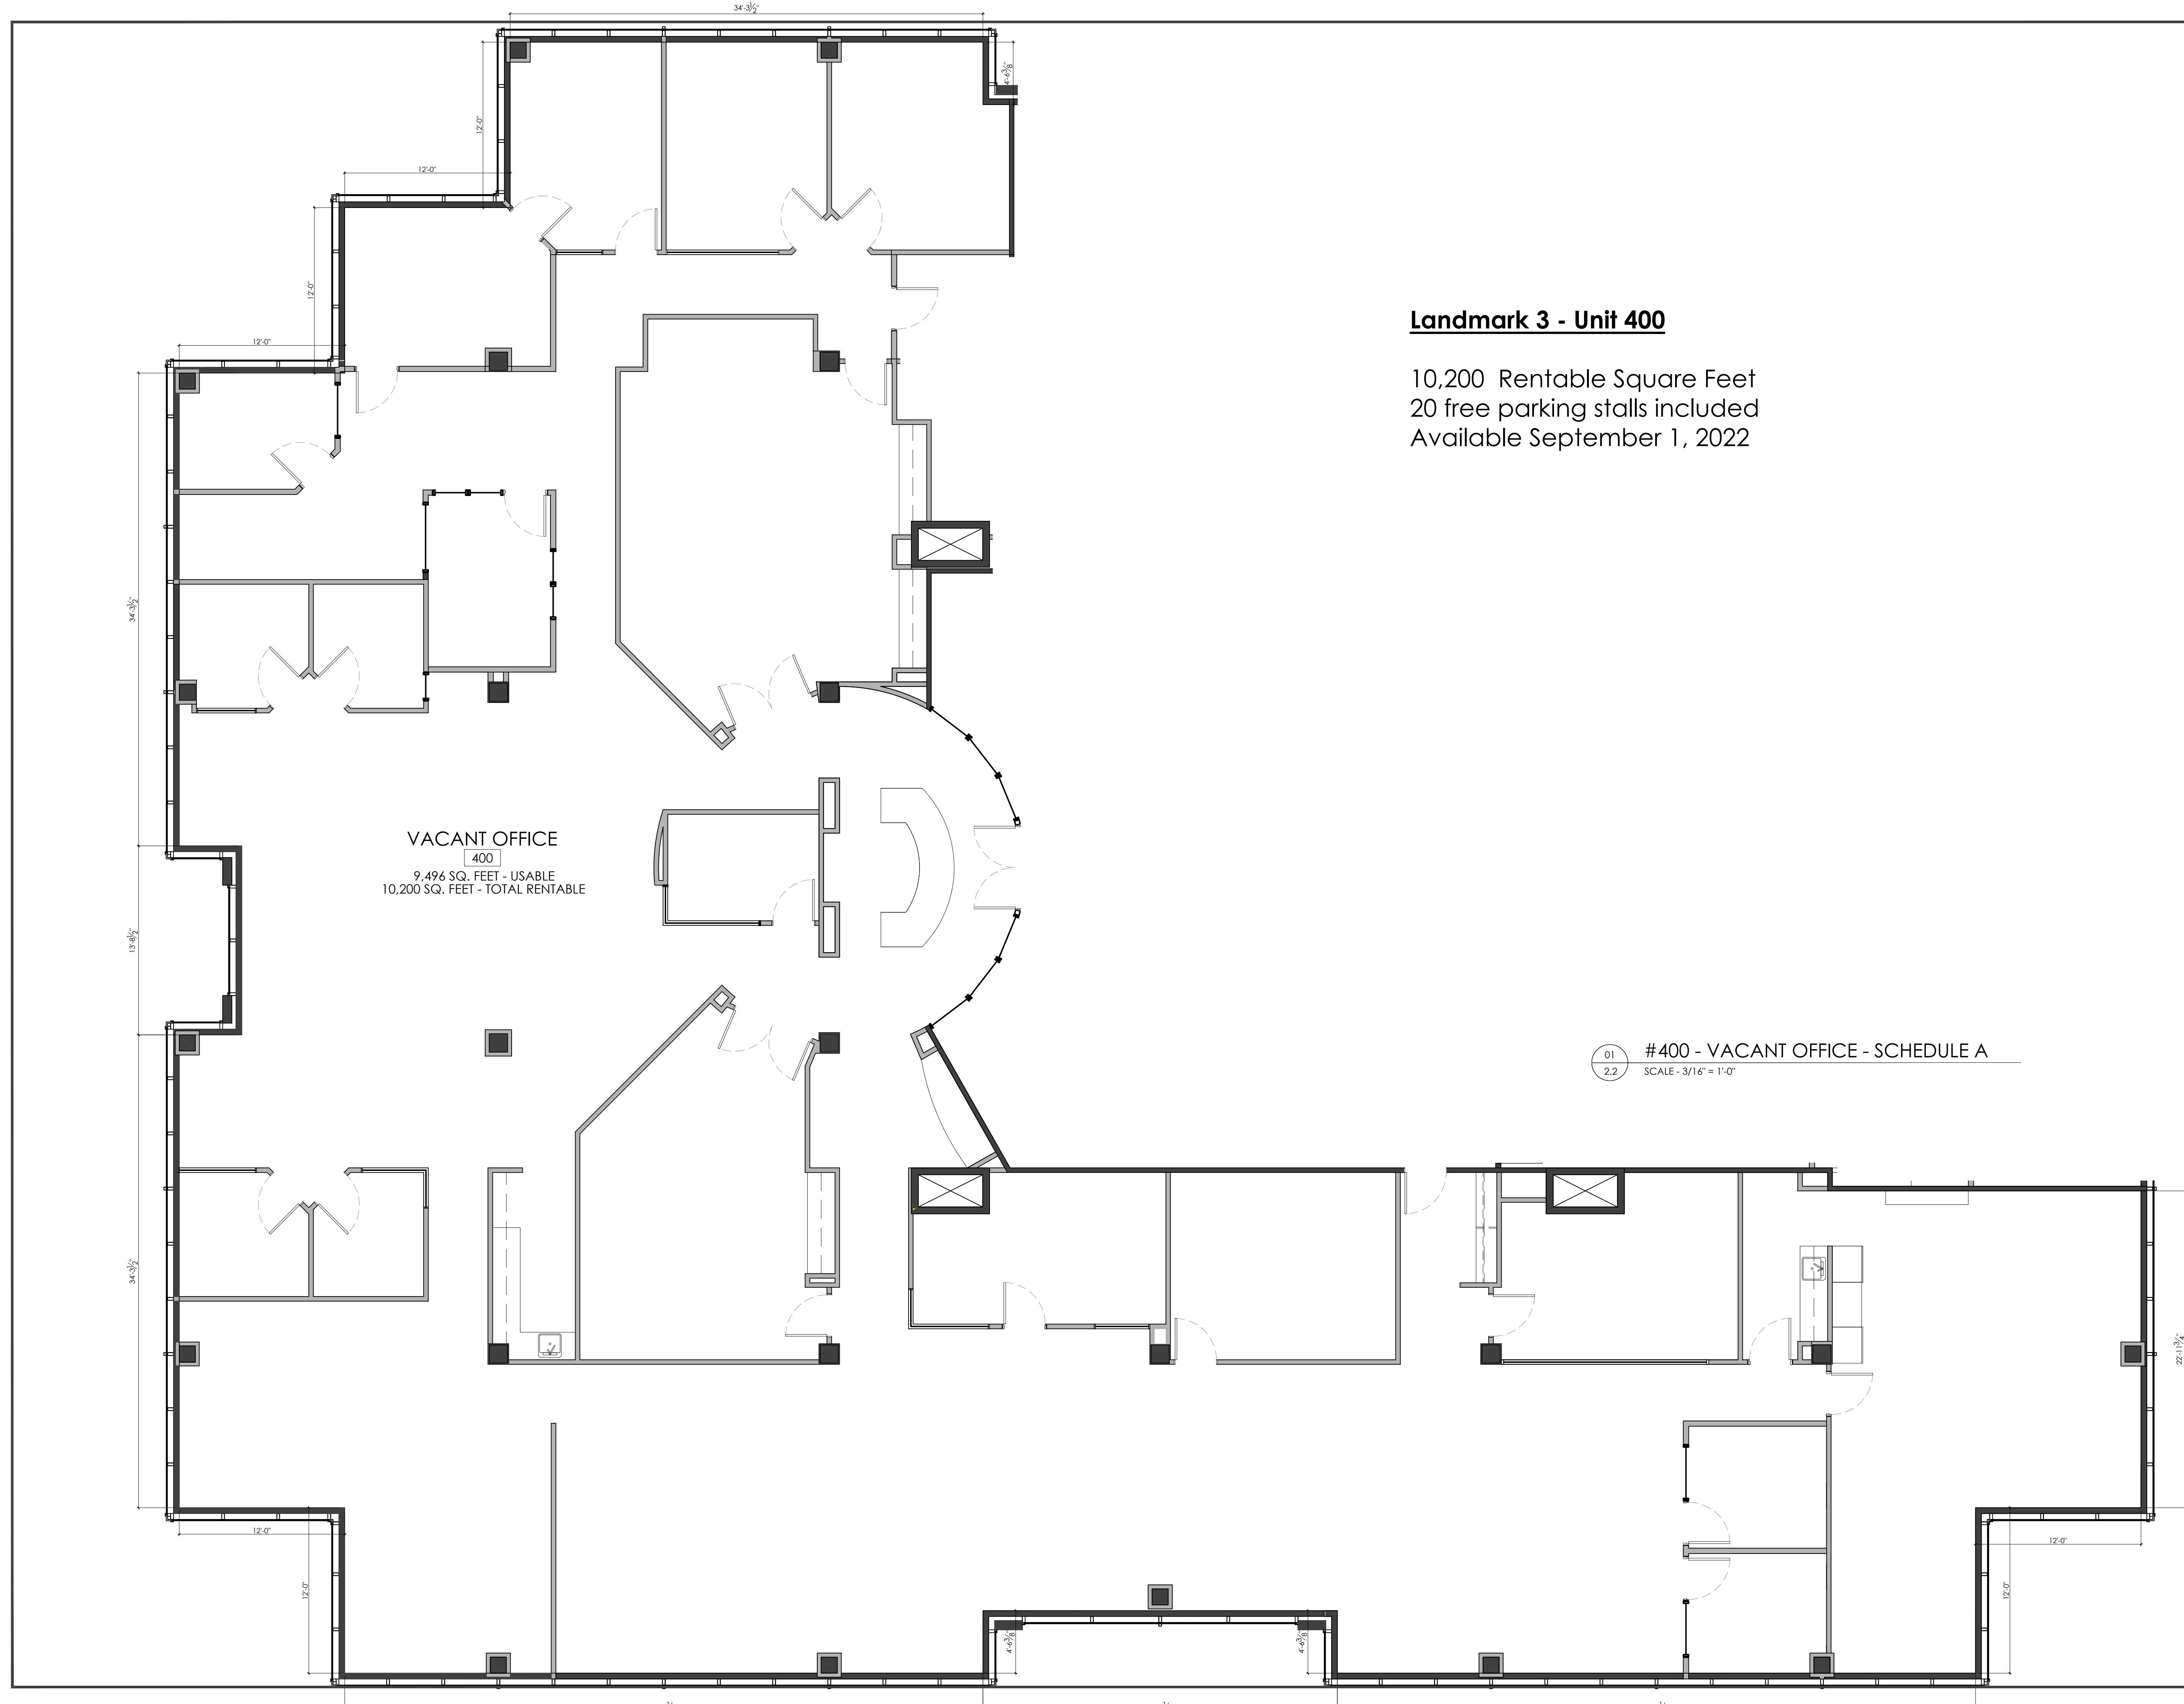 34'-3½"
4'-6⅜"
12'-0"
12'-0"
12'-0"
12'-0"
Landmark 3 - Unit 400
10,200 Rentable Square Feet
20 free parking stalls included
Available September 1, 2022
34'-3½"
VACANT OFFICE
400
9,496 SQ. FEET - USABLE
10,200 SQ. FEET - TOTAL RENTABLE
13'-8½"
01
2.2
#400 - VACANT OFFICE - SCHEDULE A
SCALE - 3/16" = 1'-0"
34'-3½"
22'-11¾"
12'-0"
12'-0"
12'-0"
12'-0"
4'-6⅜"
4'-6⅜"